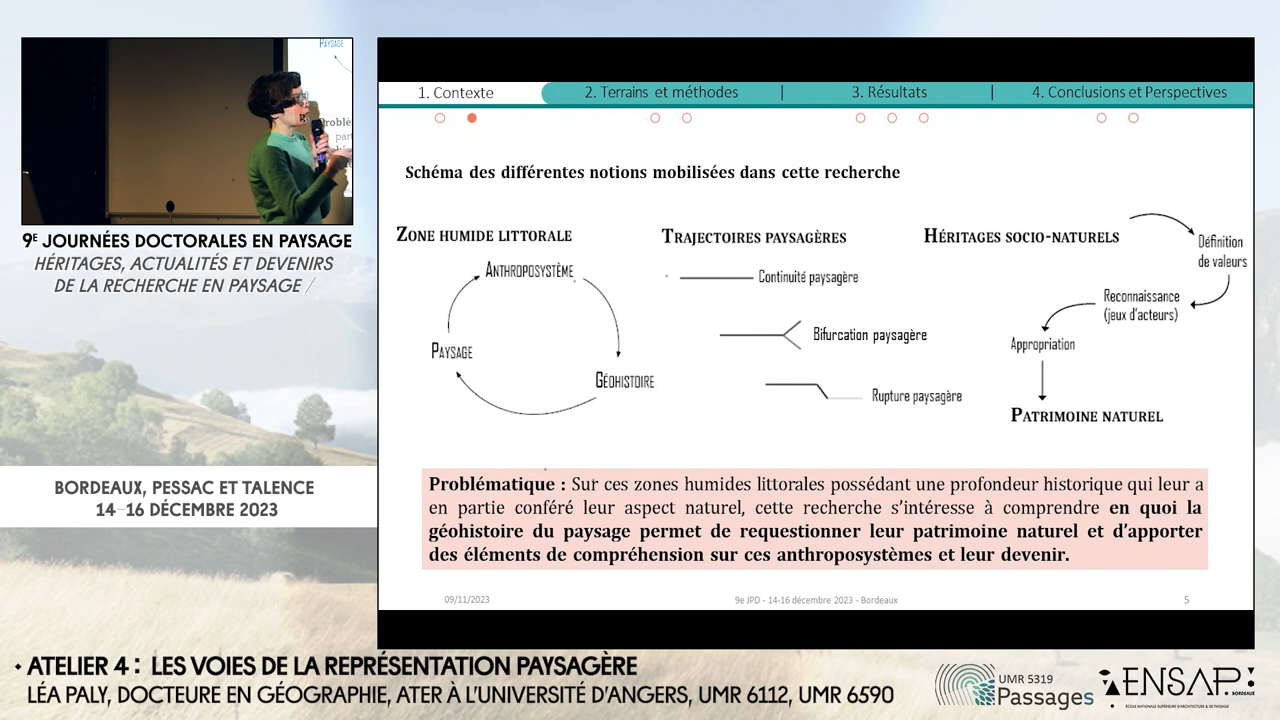 PAYSAGE
9E JOURNÉES DOCTORALES EN PAYSAGE
HÉRITAGES, ACTUALITÉS ET DEVENIRS
DE LA RECHERCHE EN PAYSAGE /
BORDEAUX, PESSAC ET TALENCE
14-16 DÉCEMBRE 2023
1. Contexte
2. Terrains et méthodes
3. Résultats
4. Conclusions et Perspectives
Schéma des différentes notions mobilisées dans cette recherche
ZONE HUMIDE LITTORALE
ANTHROPOSYSTÈME
PAYSAGE
GÉOHISTOIRE
TRAJECTOIRES PAYSAGÈRES
Continuité paysagère
Bifurcation paysagère
Rupture paysagère
HÉRITAGES SOCIO-NATURELS
Définition
de valeurs
Reconnaissance
(jeux d'acteurs)
Appropriation
PATRIMOINE NATUREL
Problématique : Sur ces zones humides littorales possédant une profondeur historique qui leur a
en partie conféré leur aspect naturel, cette recherche s'intéresse à comprendre en quoi la
géohistoire du paysage permet de requestionner leur patrimoine naturel et d'apporter
des éléments de compréhension sur ces anthroposystèmes et leur devenir.
09/11/2023
9e JPD - 14-16 décembre 2023 - Bordeaux
5
ATELIER 4 : LES VOIES DE LA REPRÉSENTATION PAYSAGÈRE
LÉA PALY, DOCTEURE EN GÉOGRAPHIE, ATER À L'UNIVERSITÉ D'ANGERS, UMR 6112, UMR 6590
UMR 5319
Passages
ENSAP
BORDEAUX
ÉCOLE NATIONALE SUPÉRIEURE D'ARCHITECTURE & DE PAYSAGE